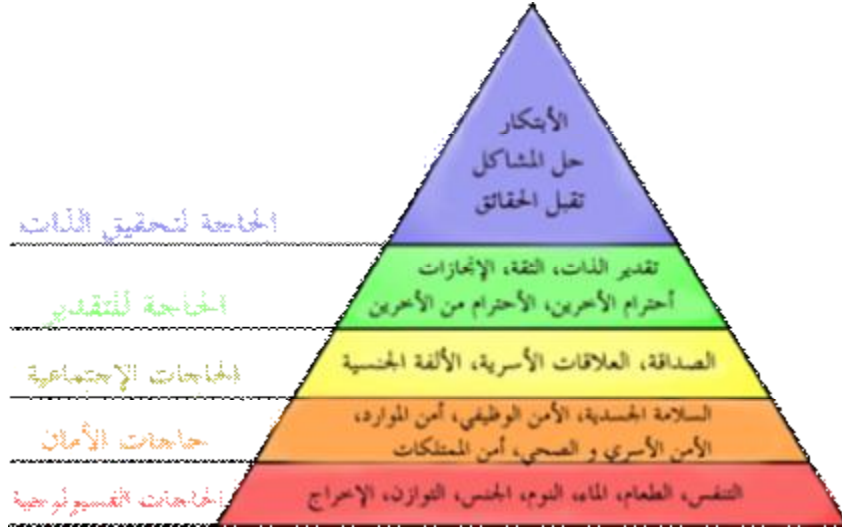 الأبتكار
حل المشاكل
تقبل الحقائق
الحاجة لتحقيق الذات
تقدير الذات، الثقة، الإنجازات
أحترام الأخرين، الأحترام من الأخرين
الحاجة للتقدير
الصداقة، العلاقات الأسرية، الألفة الجنسية
الحاجات الإجتماعية
السلامة الجسدية، الأمن الوظيفي، أمن الموارد،
الأمن الأسري و الصحي، أمن الممتلكات
حاجات الأمان
التنفس، الطعام، الماء، النوم، الجنس، التوازن، الإخراج
الحاجات الفسيولوجية